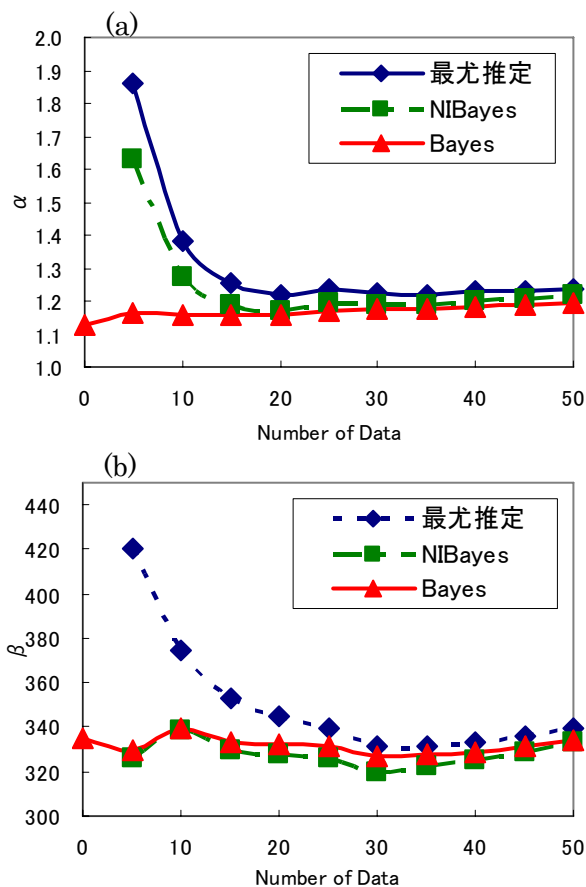 (a)
2.0
1.9
1.8
1.7
1.6
1.5
1.4
1.3
1.2
1.1
1.0
α
最尤推定
NIBayes
Bayes
0 10 20 30 40 50
Number of Data
(b)
440
420
400
380
360
340
320
300
β
最尤推定
NIBayes
Bayes
0 10 20 30 40 50
Number of Data